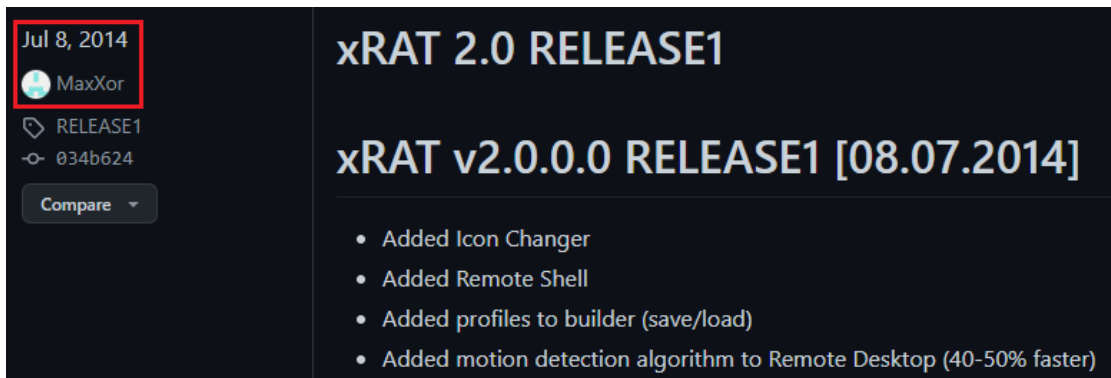 Jul 8, 2014
MaxXor
RELEASE1
034b624
Compare
xRAT 2.0 RELEASE1
xRAT v2.0.0.0 RELEASE1 [08.07.2014]
• Added Icon Changer
• Added Remote Shell
• Added profiles to builder (save/load)
• Added motion detection algorithm to Remote Desktop (40-50% faster)